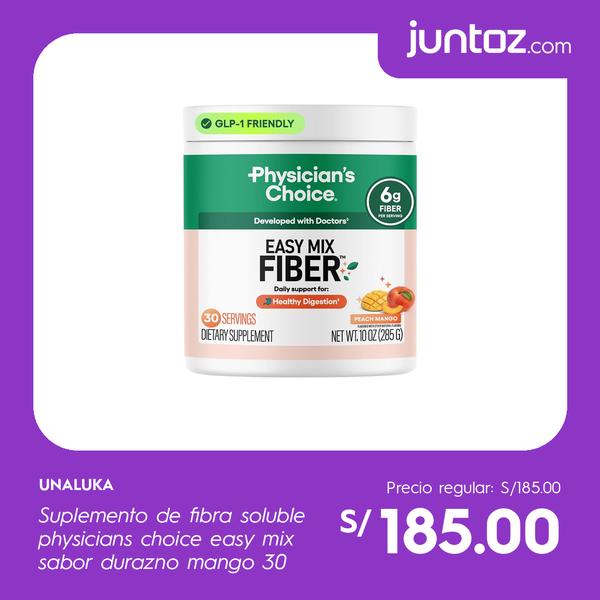 juntoz.com
GLP-1 FRIENDLY
Physician's
Choice®
6g
FIBER
PER SERVING
Developed with Doctors◊
EASY MIX
FIBER™
Daily support for:
Healthy Digestion†
PEACH MANGO
30 SERVINGS
DIETARY SUPPLEMENT
NET WT. 10 OZ (285 G)
UNALUKA
Precio regular: S/185.00
Suplemento de fibra soluble
physicians choice easy mix
sabor durazno mango 30
S/ 185.00